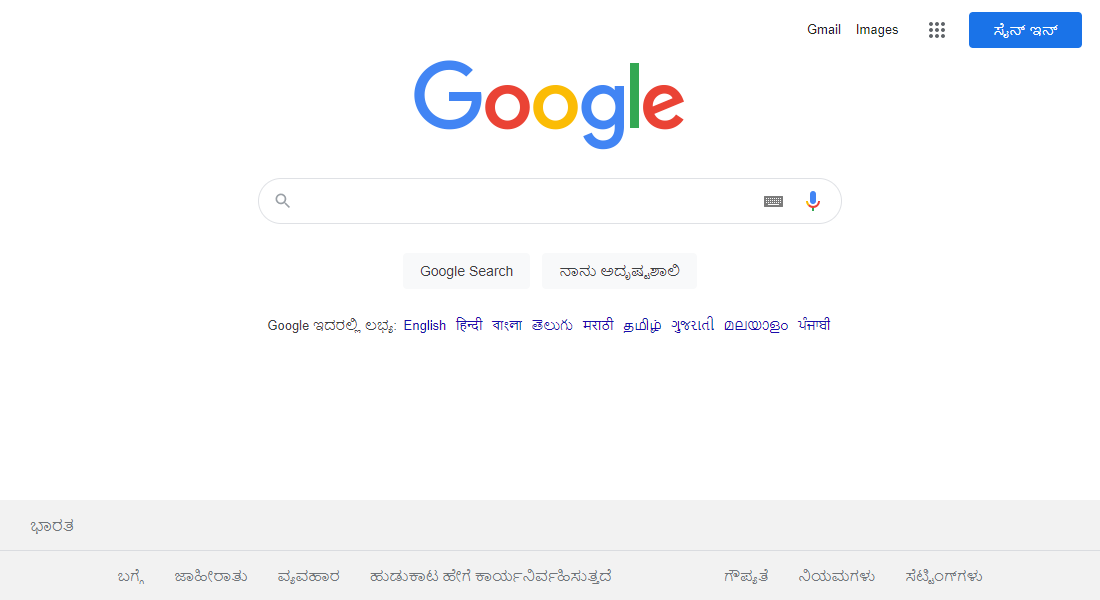 Gmail Images ಸೈನ್ ಇನ್
Google
Google Search ನಾನು ಅದೃಷ್ಟಶಾಲಿ
Google ಇದರಲ್ಲಿ ಲಭ್ಯ: English हिन्दी বাংলা తెలుగు मराठी தமிழ் ગુજરાતી മലയാളം ਪੰਜਾਬੀ
ಭಾರತ
ಬಗ್ಗೆ ಜಾಹೀರಾತು ವ್ಯವಹಾರ ಹುಡುಕಾಟ ಹೇಗೆ ಕಾರ್ಯನಿರ್ವಹಿಸುತ್ತದೆ ಗೌಪ್ಯತೆ ನಿಯಮಗಳು ಸೆಟ್ಟಿಂಗ್‌ಗಳು